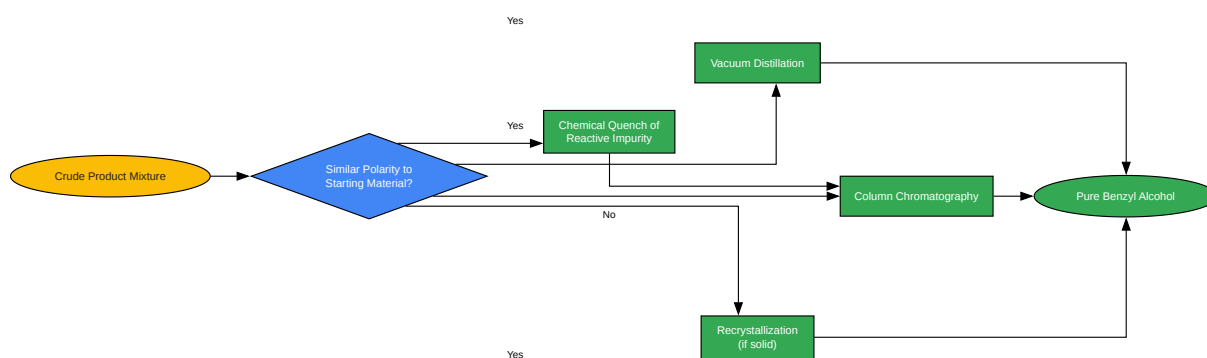 Yes
Vacuum Distillation
Yes
Chemical Quench of
Reactive Impurity
Crude Product Mixture
Similar Polarity to
Starting Material?
Column Chromatography
Pure Benzyl Alcohol
No
Recrystallization
(if solid)
Yes